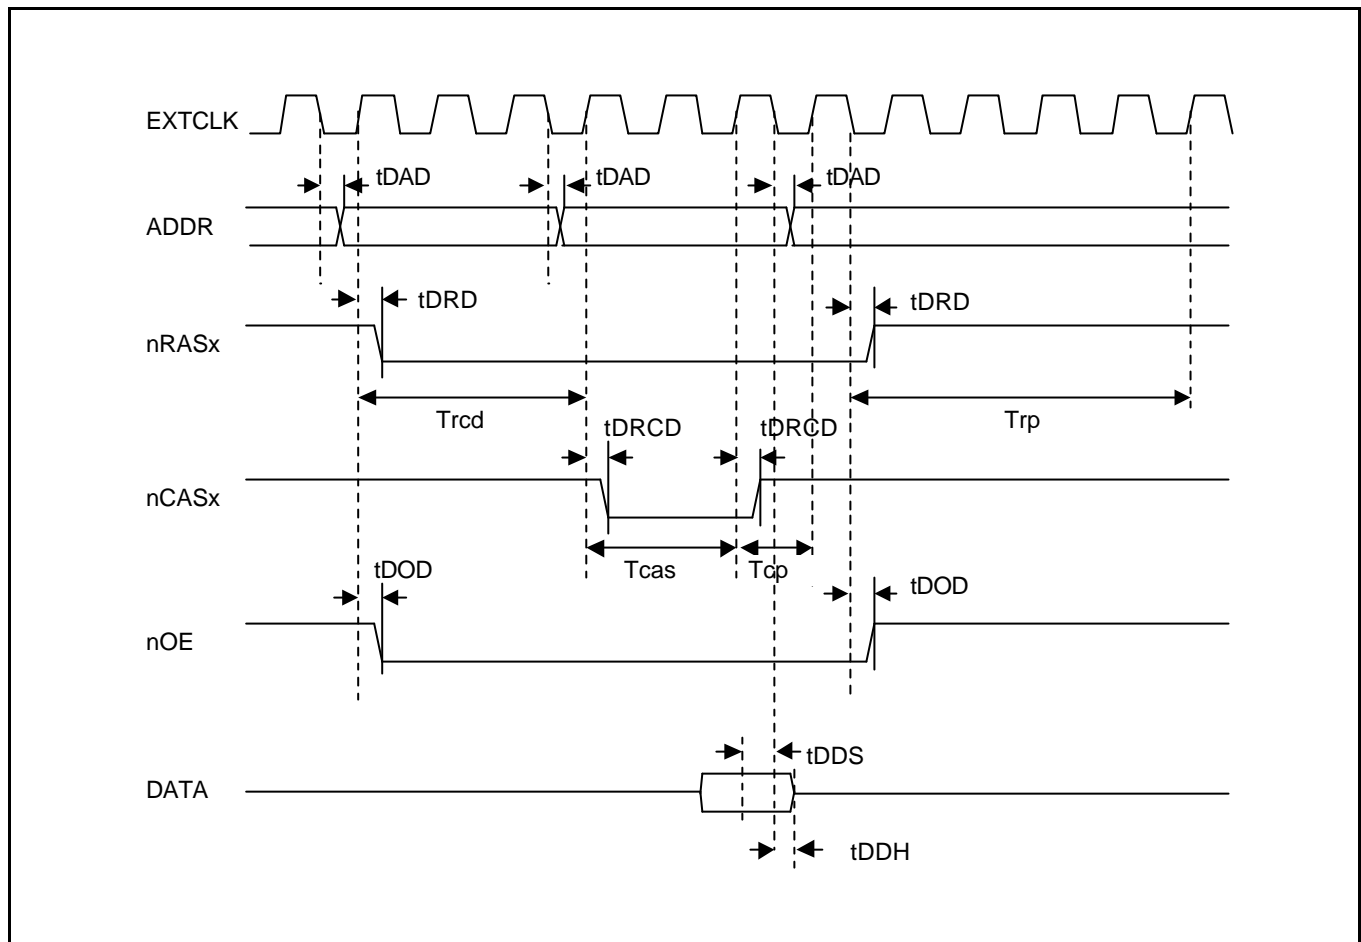 EXTCLK
tDAD
tDAD
tDAD
ADDR
tDRD
tDRD
nRASx
Trcd
Trp
tDRCD
tDRCD
nCASx
Tcas
Tcp
tDOD
tDOD
nOE
tDDS
DATA
tDDH